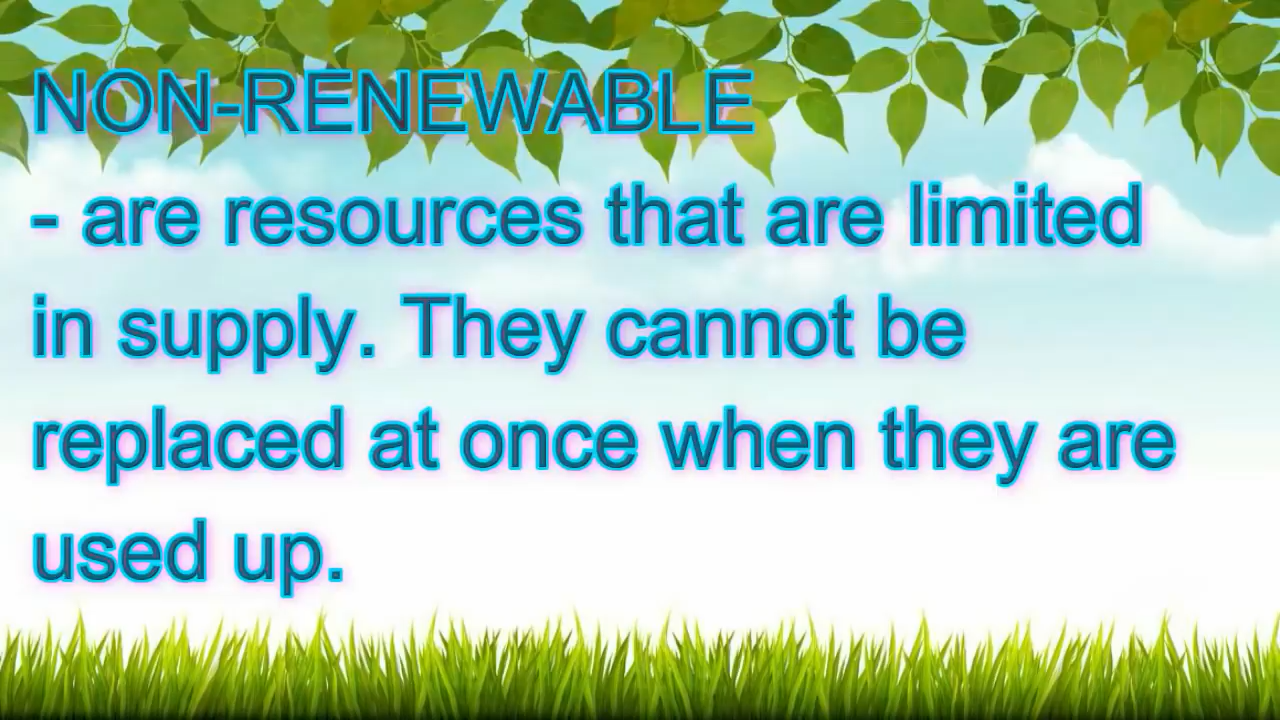 NON-RENEWABLE
- are resources that are limited
in supply. They cannot be
replaced at once when they are
used up.